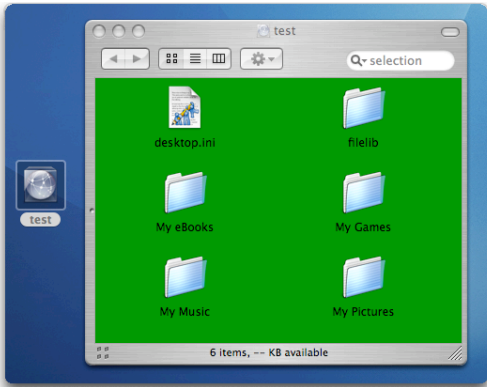 test
selection
desktop.ini
filelib
test
My eBooks
My Games
My Music
My Pictures
6 items, -- KB available